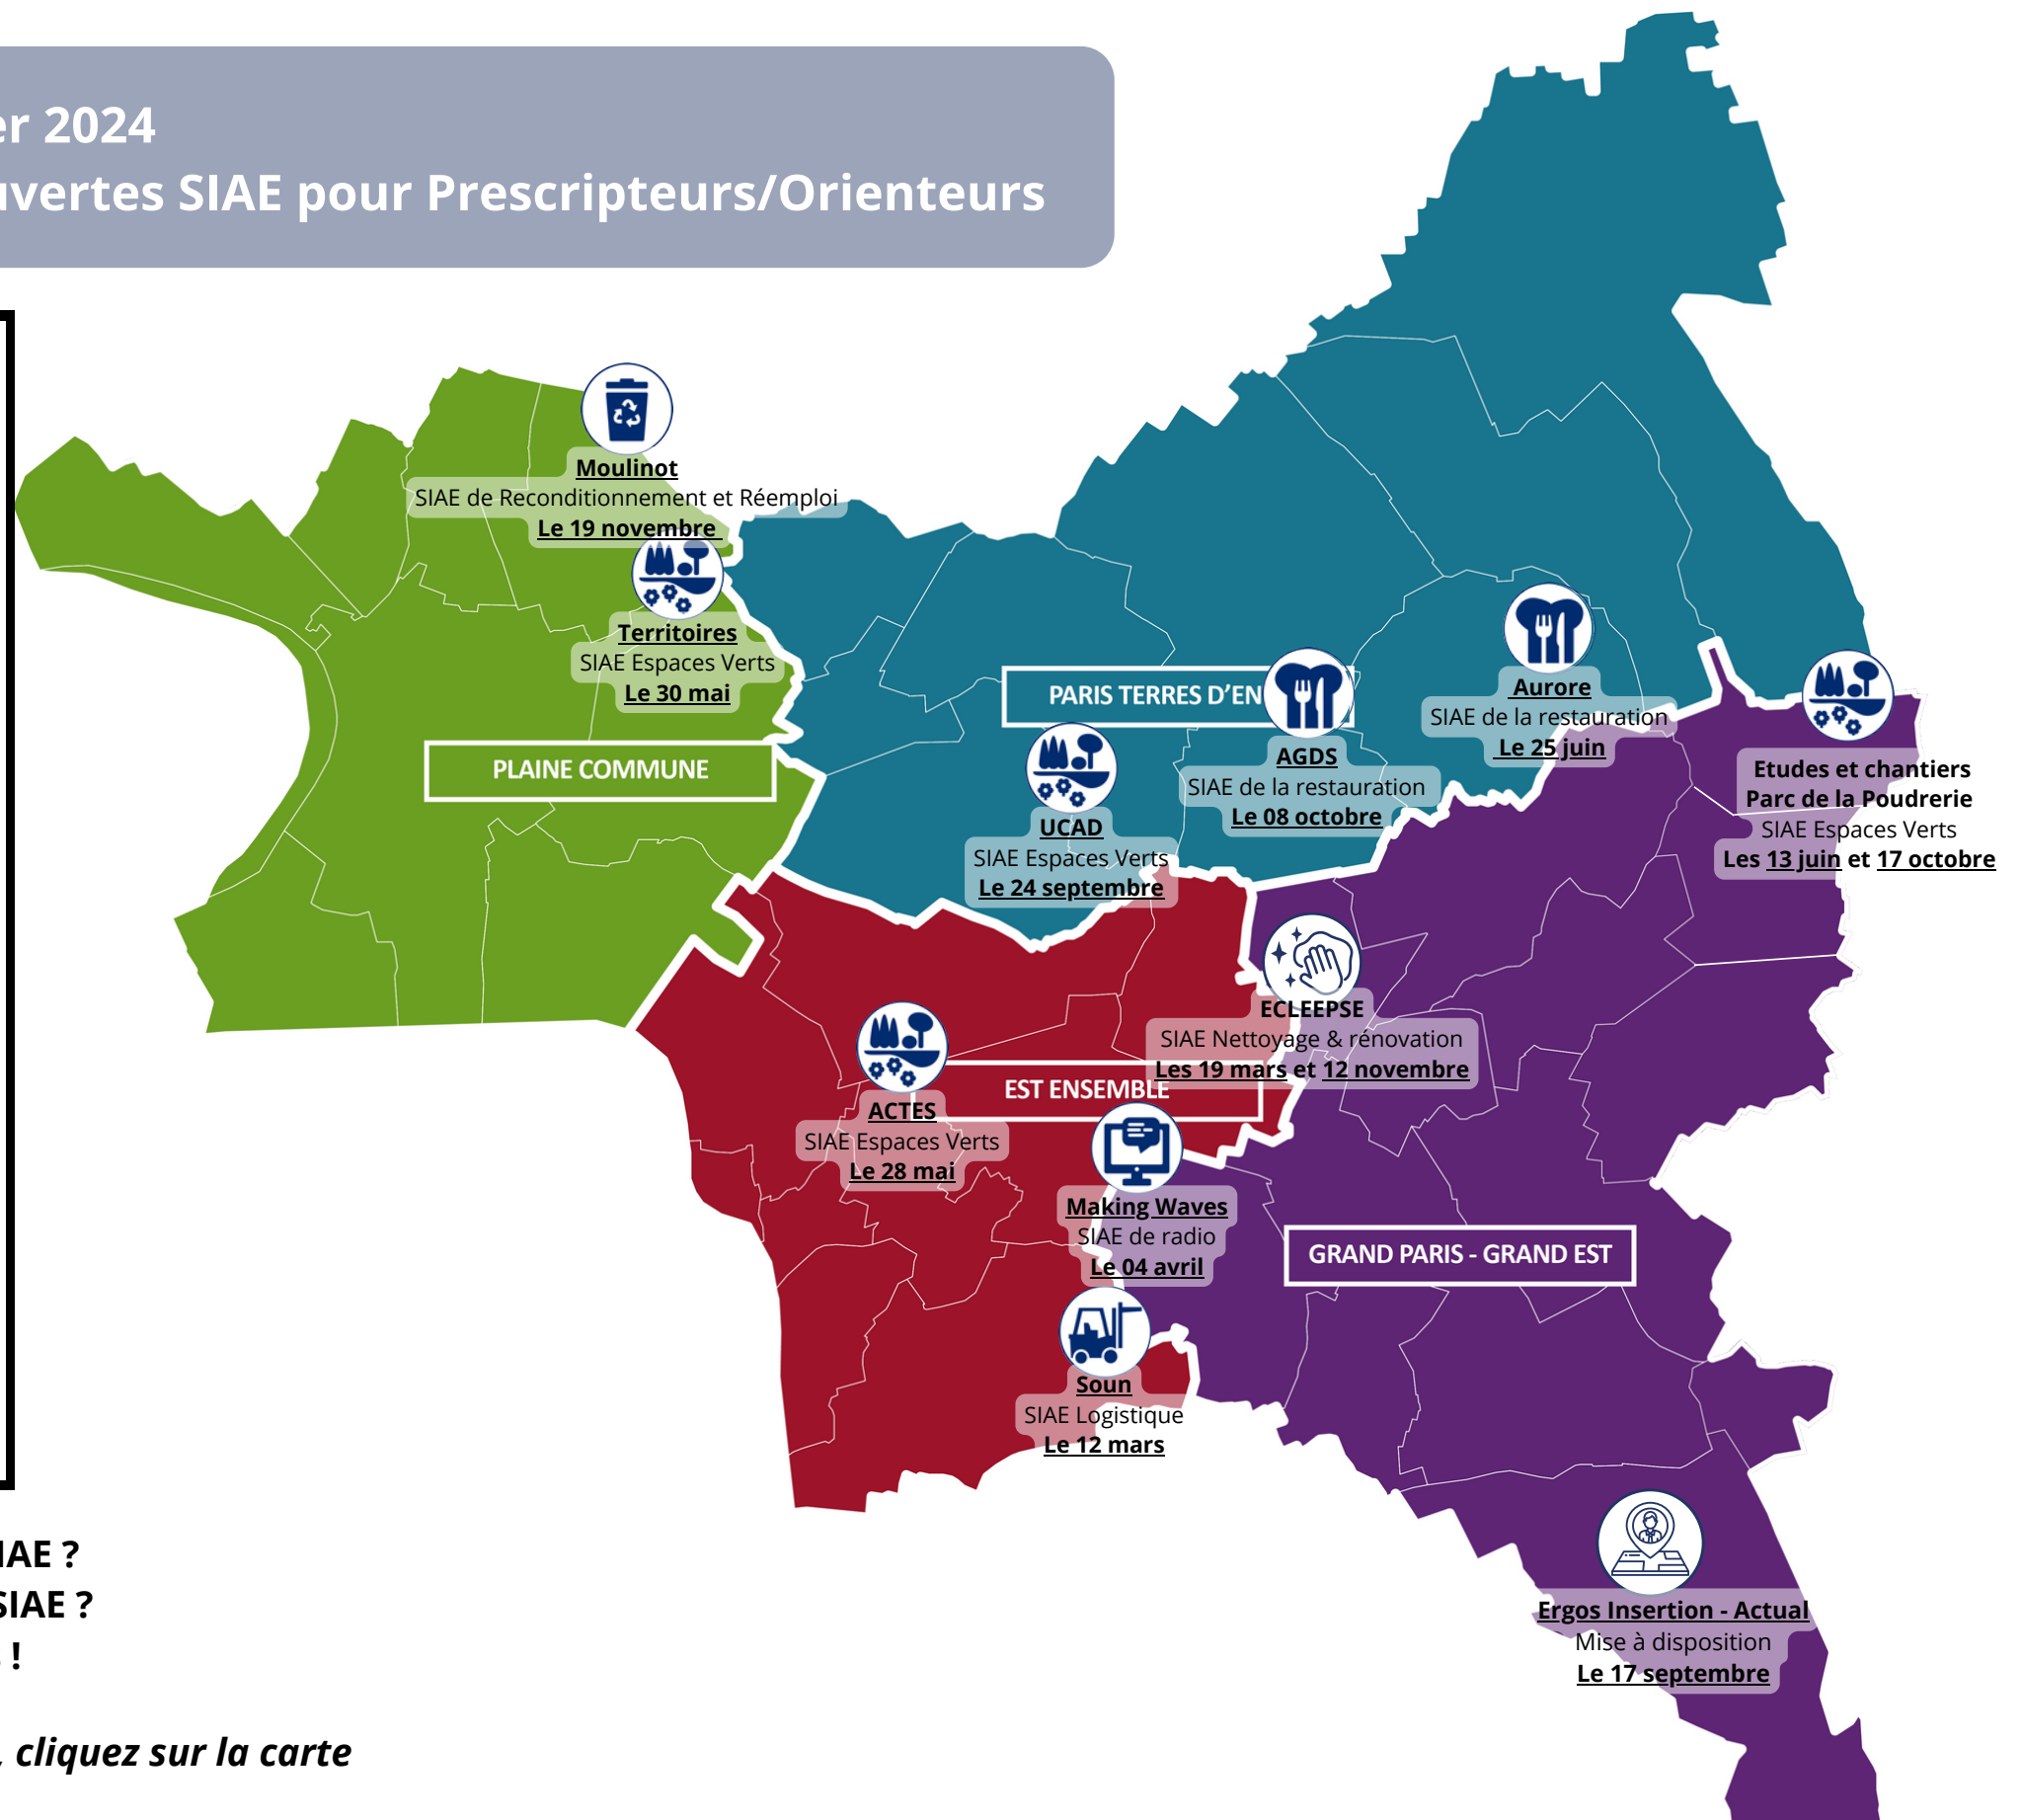 er 2024
uvertes SIAE pour Prescripteurs/Orienteurs
Moulinot
SIAE de Reconditionnement et Réemploi
Le 19 novembre
Territoires
SIAE Espaces Verts
Le 30 mai
PLAINE COMMUNE
PARIS TERRES D'EN
UCAD
SIAE Espaces Verts
Le 24 septembre
AGDS
SIAE de la restauration
Le 08 octobre
Aurore
SIAE de la restauration
Le 25 juin
Etudes et chantiers
Parc de la Poudrerie
SIAE Espaces Verts
Les 13 juin et 17 octobre
ECLEEPSE
SIAE Nettoyage & rénovation
Les 19 mars et 12 novembre
EST ENSEMBLE
ACTES
SIAE Espaces Verts
Le 28 mai
Making Waves
SIAE de radio
Le 04 avril
GRAND PARIS - GRAND EST
Soun
SIAE Logistique
Le 12 mars
Ergos Insertion - Actual
Mise à disposition
Le 17 septembre
IAE ?
SIAE ?
!
, cliquez sur la carte